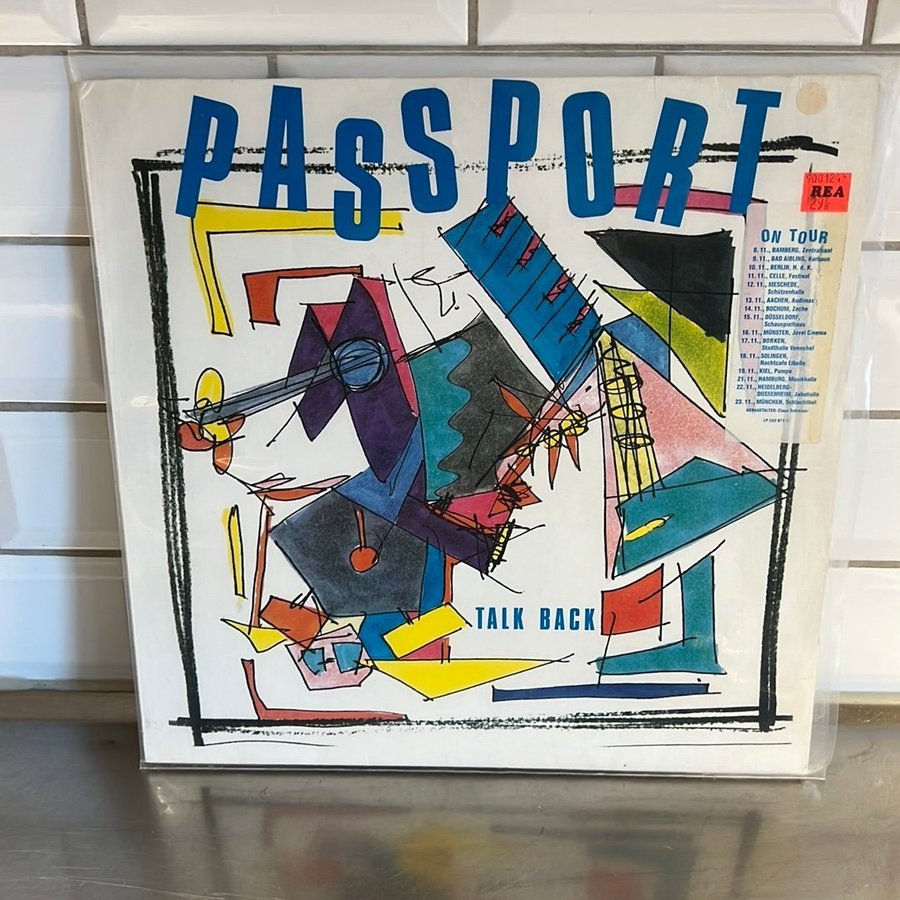 PASSPORT
REA
ON TOUR
8. 11., BAMBERG, Zentralsaal
9. 11., BAD AIBLING, Kurhaus
10. 11., BERLIN, H. d. K.
11. 11., CELLE, Festival
12. 11., MESCHEDE,
Schützenhalle
13. 11., AACHEN, Audimax
14. 11., BOCHUM, Zeche
15. 11., DÜSSELDORF,
Schauspielhaus
16. 11., MÜNSTER, Jovel Cinema
17. 11., BORKEN,
Stadthalle Vennehof
18. 11., SOLINGEN,
Nachtcafe Libelle
19. 11., KIEL, Pumpe
21. 11., HAMBURG, Musikhalle
22. 11., HEIDELBERG-
DOSSENHEIM, Jahnhalle
23. 11., MÜNCHEN, Schlachthof
VERANSTALTER: Claus
TALK BACK